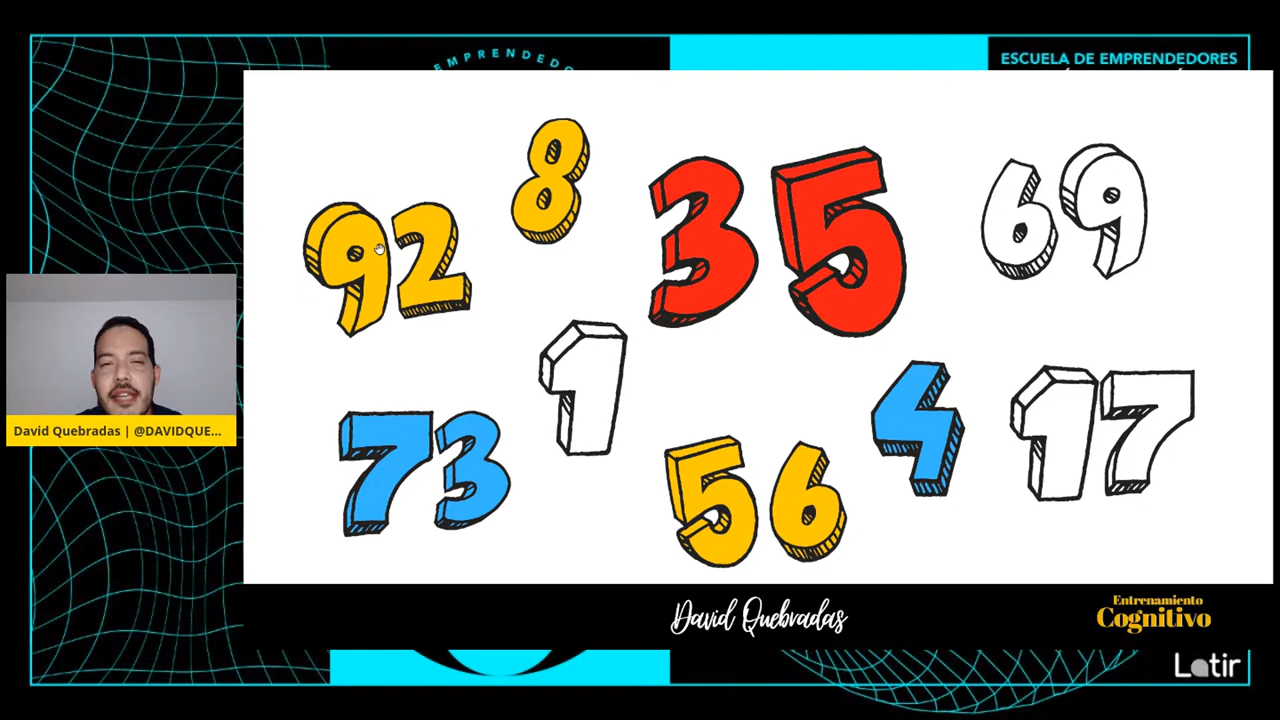 EMPRENDEDO
ESCUELA DE EMPRENDEDORES
8
35
69
92
1
4
17
73
56
David Quebradas | @DAVIDQUE...
David Quebradas
Entrenamiento
Cognitivo
Latir